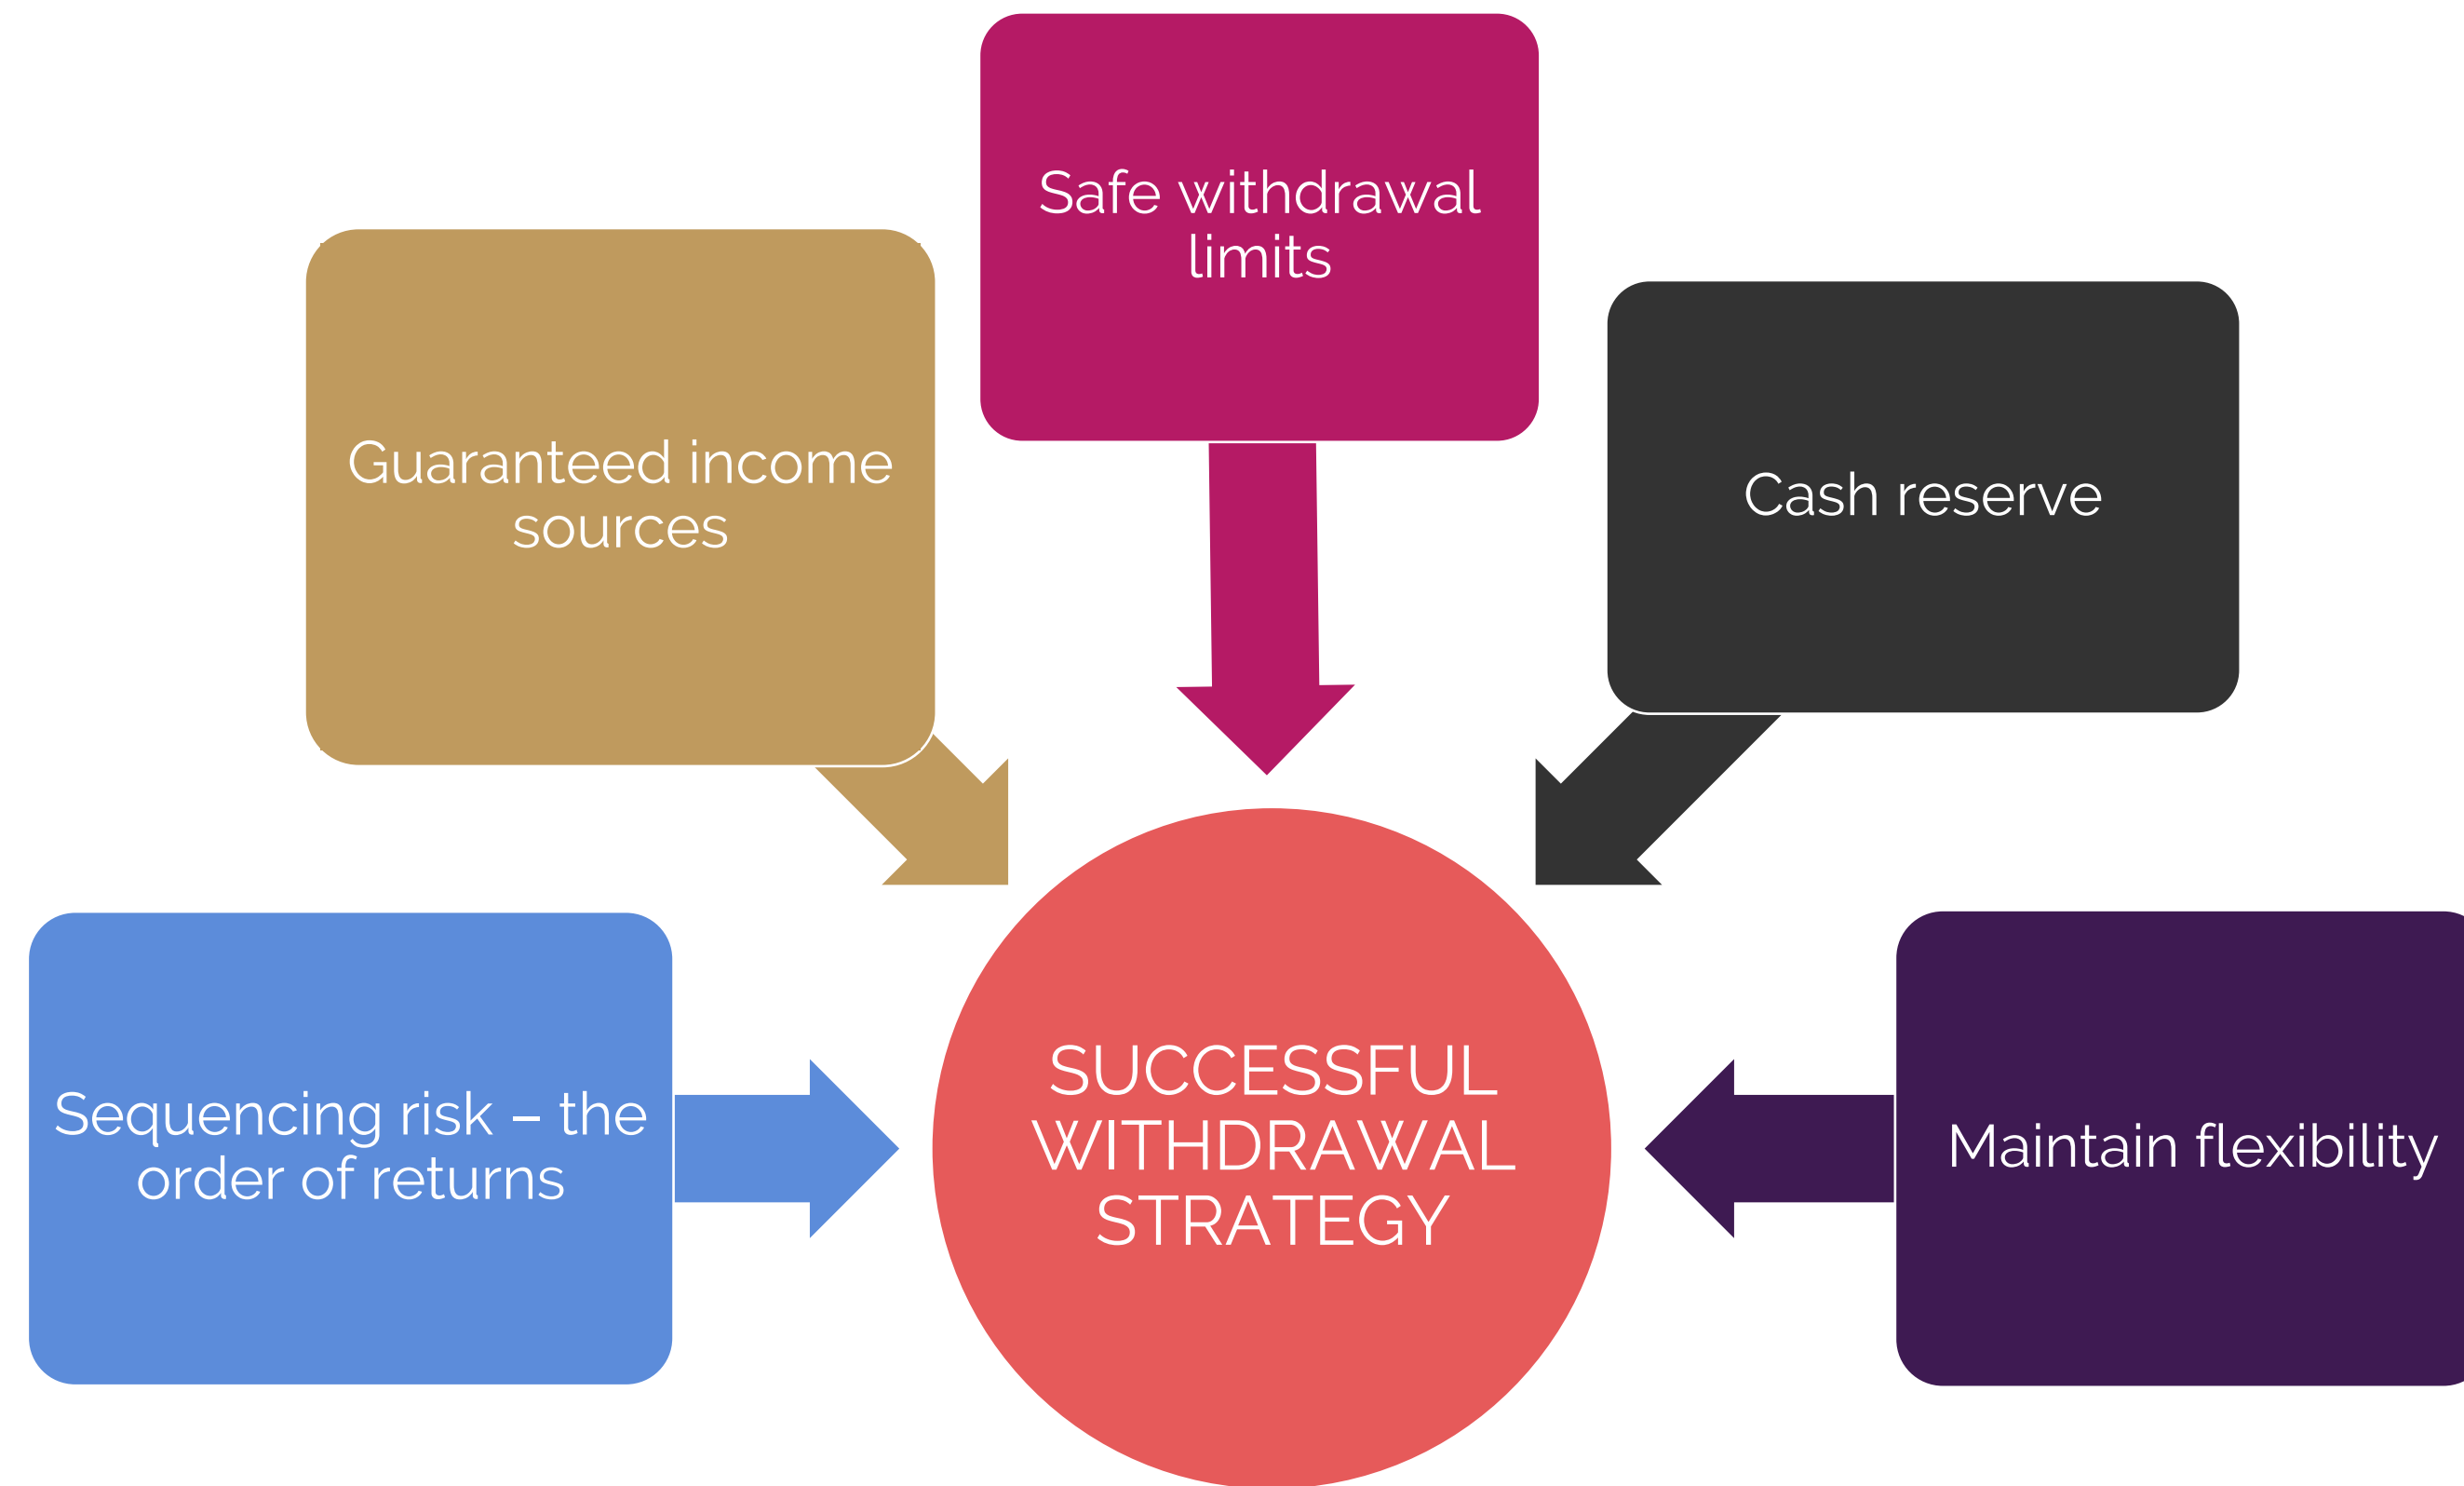 Safe withdrawal
limits
Guaranteed income
sources
Cash reserve
Sequencing risk - the
order of returns
SUCCESSFUL
WITHDRAWAL
STRATEGY
Maintain flexibility